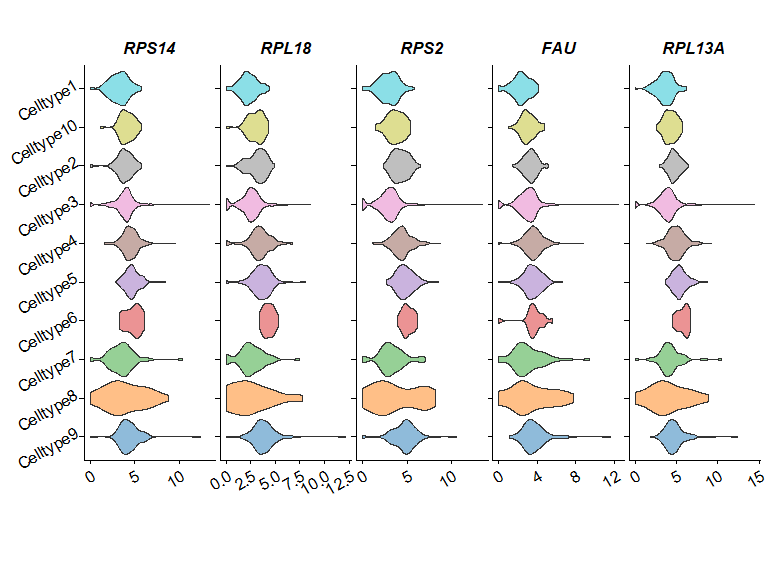 RPS14 RPL18 RPS2 FAU RPL13A
Celltype1
Celltype10
Celltype2
Celltype3
Celltype4
Celltype5
Celltype6
Celltype7
Celltype8
Celltype9
0 5 10 0.0 2.5 5.0 7.5 10.0 12.5 0 5 10 0 4 8 12 0 5 10 15